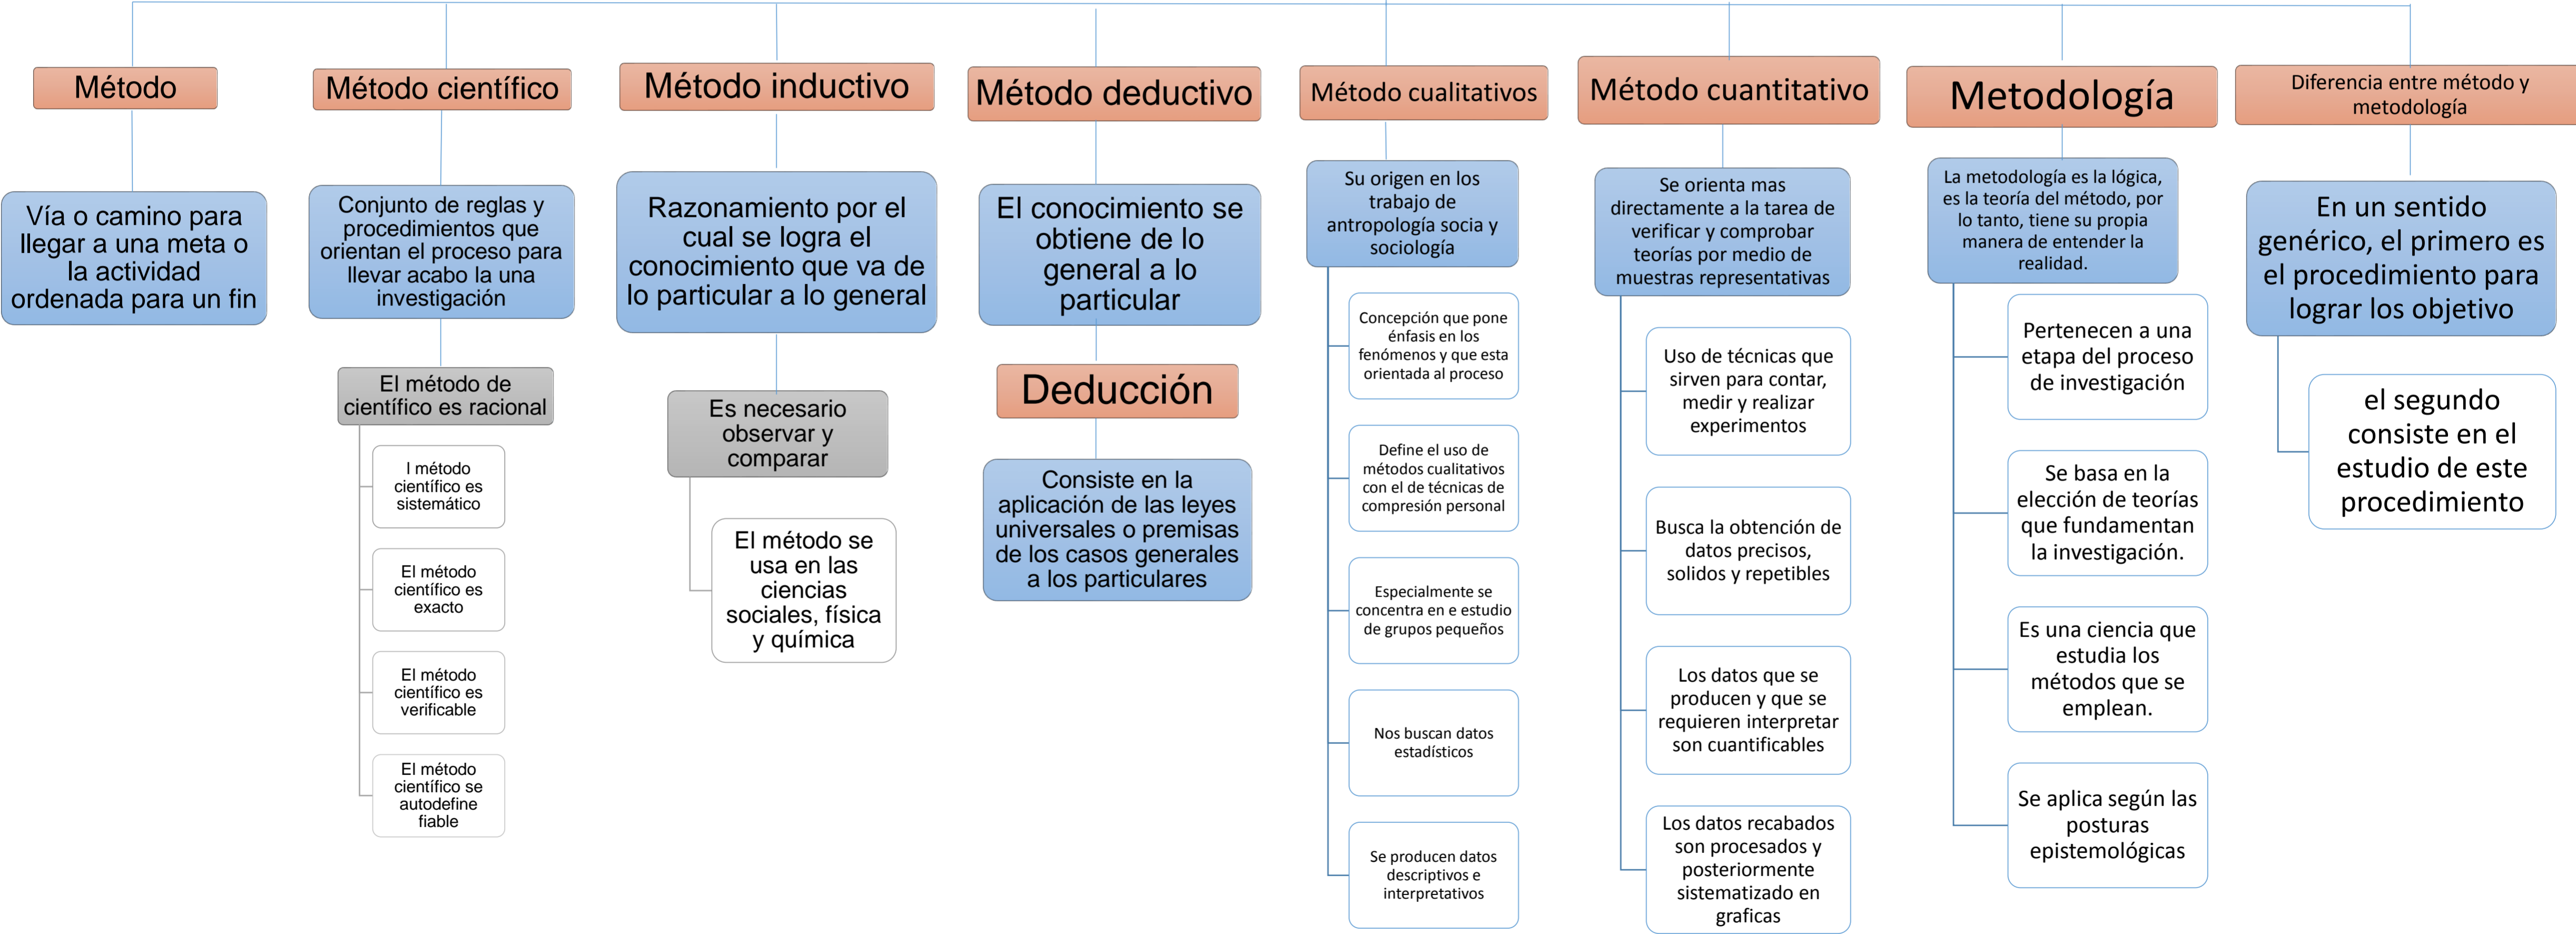 Método
Vía o camino para
llegar a una meta o
la actividad
ordenada para un fin
Método científico
Conjunto de reglas y
procedimientos que
orientan el proceso para
llevar acabo la una
investigación
El método de
científico es racional
l método
científico es
sistemático
El método
científico es
exacto
El método
científico es
verificable
El método
científico se
autodefine
fiable
Método inductivo
Razonamiento por el
cual se logra el
conocimiento que va de
lo particular a lo general
Es necesario
observar y
comparar
El método se
usa en las
ciencias
sociales, física
y química
Método deductivo
El conocimiento se
obtiene de lo
general a lo
particular
Deducción
Consiste en la
aplicación de las leyes
universales o premisas
de los casos generales
a los particulares
Método cualitativos
Su origen en los
trabajo de
antropología socia y
sociología
Concepción que pone
énfasis en los
fenómenos y que esta
orientada al proceso
Define el uso de
métodos cualitativos
con el de técnicas de
compresión personal
Especialmente se
concentra en e estudio
de grupos pequeños
Nos buscan datos
estadísticos
Se producen datos
descriptivos e
interpretativos
Método cuantitativo
Se orienta mas
directamente a la tarea de
verificar y comprobar
teorías por medio de
muestras representativas
Uso de técnicas que
sirven para contar,
medir y realizar
experimentos
Busca la obtención de
datos precisos,
solidos y repetibles
Los datos que se
producen y que se
requieren interpretar
son cuantificables
Los datos recabados
son procesados y
posteriormente
sistematizado en
graficas
Metodología
La metodología es la lógica,
es la teoría del método, por
lo tanto, tiene su propia
manera de entender la
realidad.
Pertenecen a una
etapa del proceso
de investigación
Se basa en la
elección de teorías
que fundamentan
la investigación.
Es una ciencia que
estudia los
métodos que se
emplean.
Se aplica según las
posturas
epistemológicas
Diferencia entre método y
metodología
En un sentido
genérico, el primero es
el procedimiento para
lograr los objetivo
el segundo
consiste en el
estudio de este
procedimiento